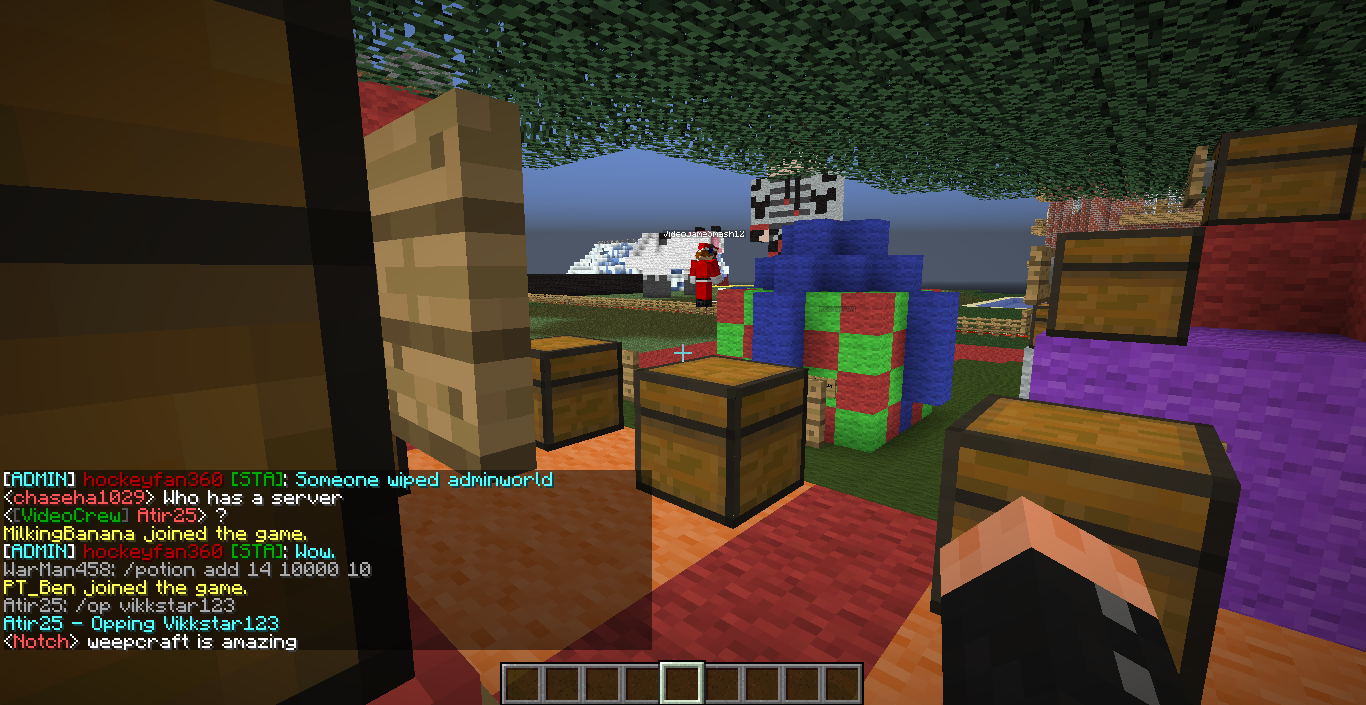 VideoGameSmash12
[ADMIN] hockeyfan360 [STA]: Someone wiped adminworld
<chaseha1029> Who has a server
<[VideoCrew] Atir25> ?
MilkingBanana joined the game.
[ADMIN] hockeyfan360 [STA]: Wow.
WarMan458: /potion add 14 10000 10
PT_Ben joined the game.
Atir25: /op vikkstar123
Atir25 - Opping Vikkstar123
<Notch> weepcraft is amazing